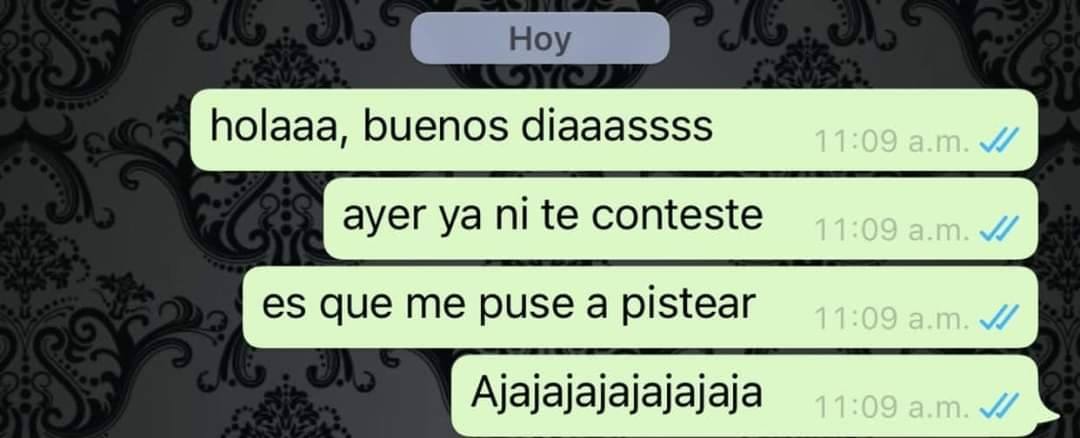 Hoy
holaaa, buenos diaaassss 11:09 a.m.
ayer ya ni te conteste 11:09 a.m.
es que me puse a pistear 11:09 a.m.
Ajajajajajajajaja 11:09 a.m.